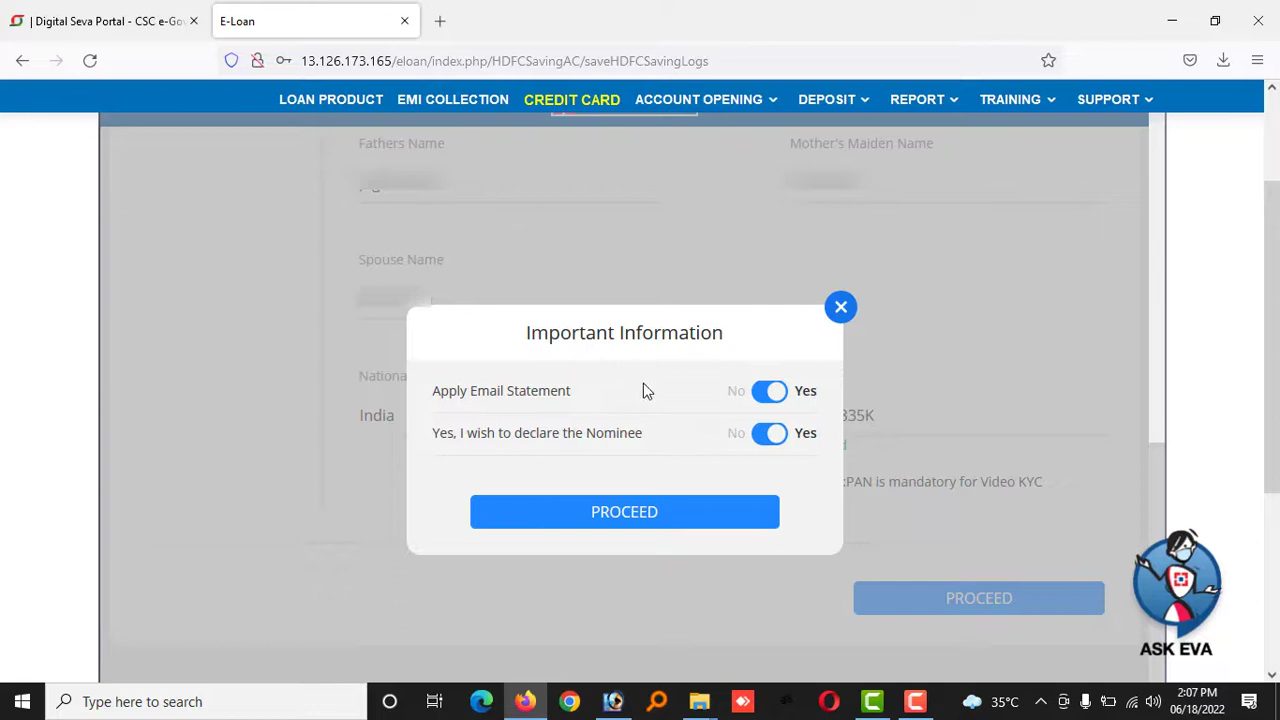 | Digital Seva Portal - CSC e-Gov
E-Loan
13.126.173.165/eloan/index.php/HDFCSavingAC/saveHDFCSavingLogs
LOAN PRODUCT EMI COLLECTION CREDIT CARD ACCOUNT OPENING DEPOSIT REPORT TRAINING SUPPORT
Fathers Name Mother's Maiden Name
Spouse Name
Important Information
Apply Email Statement No Yes
National
India 335K
Yes, I wish to declare the Nominee No Yes
d
:PAN is mandatory for Video KYC
PROCEED
PROCEED
ASK EVA
Type here to search
35°C
2:07 PM
06/18/2022